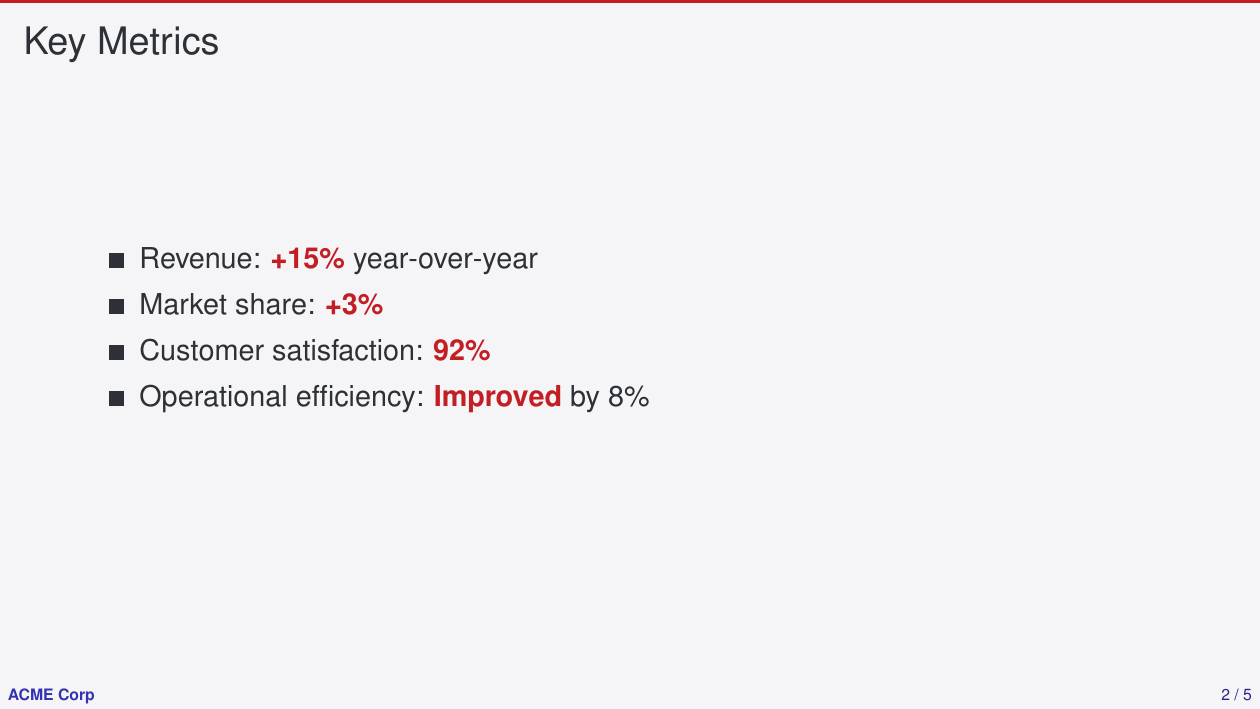 Key Metrics
Revenue: +15% year-over-year
Market share: +3%
Customer satisfaction: 92%
Operational efficiency: Improved by 8%
ACME Corp
2 / 5